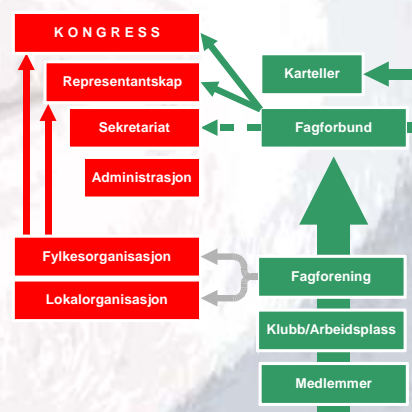 KONGRESS
Representantskap
Karteller
Sekretariat
Fagforbund
Administrasjon
Fylkesorganisasjon
Fagforening
Lokalorganisasjon
Klubb/Arbeidsplass
Medlemmer